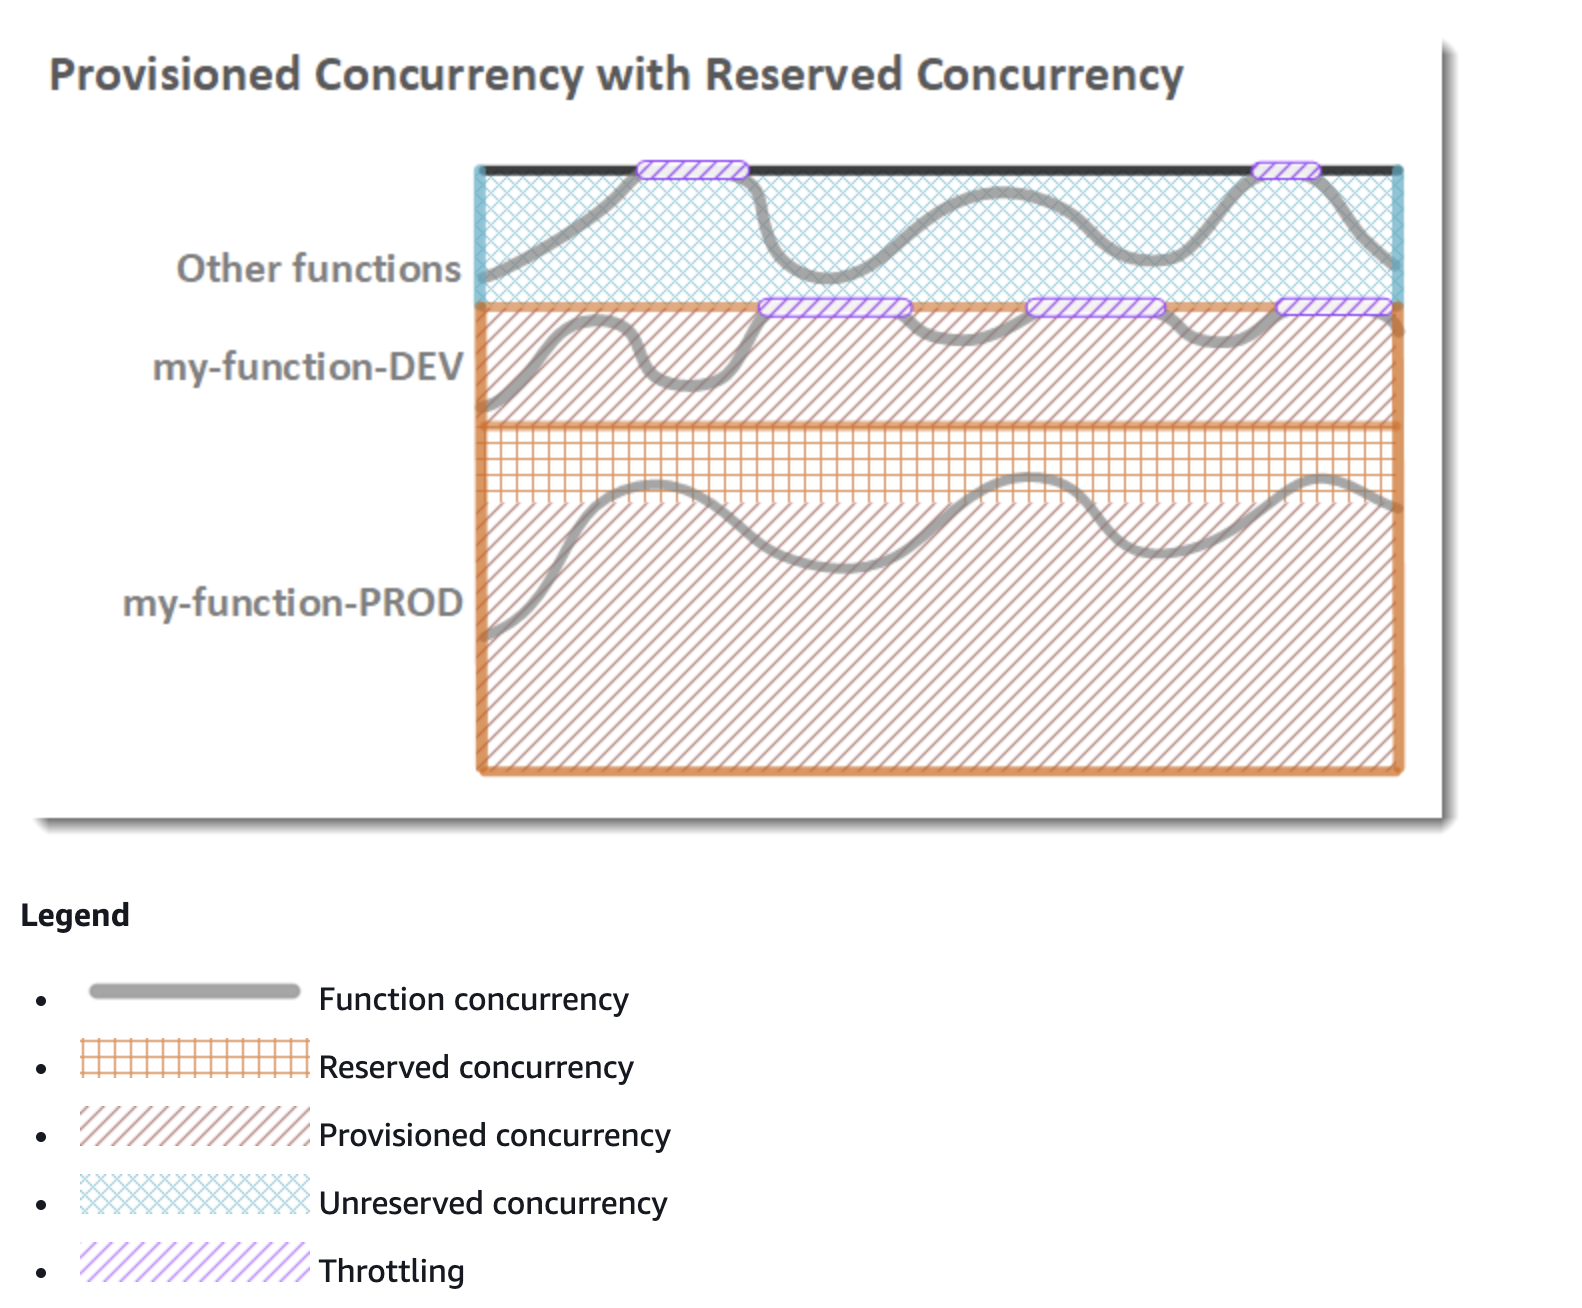 Provisioned Concurrency with Reserved Concurrency
Other functions
my-function-DEV
my-function-PROD
Legend
Function concurrency
Reserved concurrency
Provisioned concurrency
Unreserved concurrency
Throttling